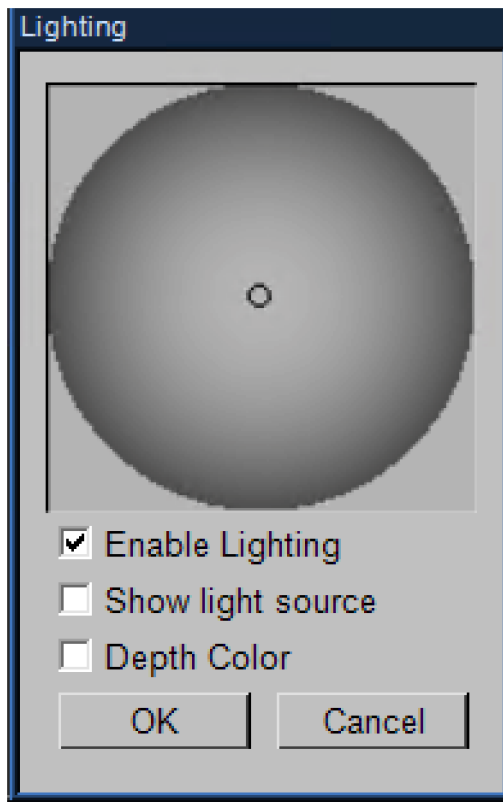 Lighting
Enable Lighting
Show light source
Depth Color
OK Cancel